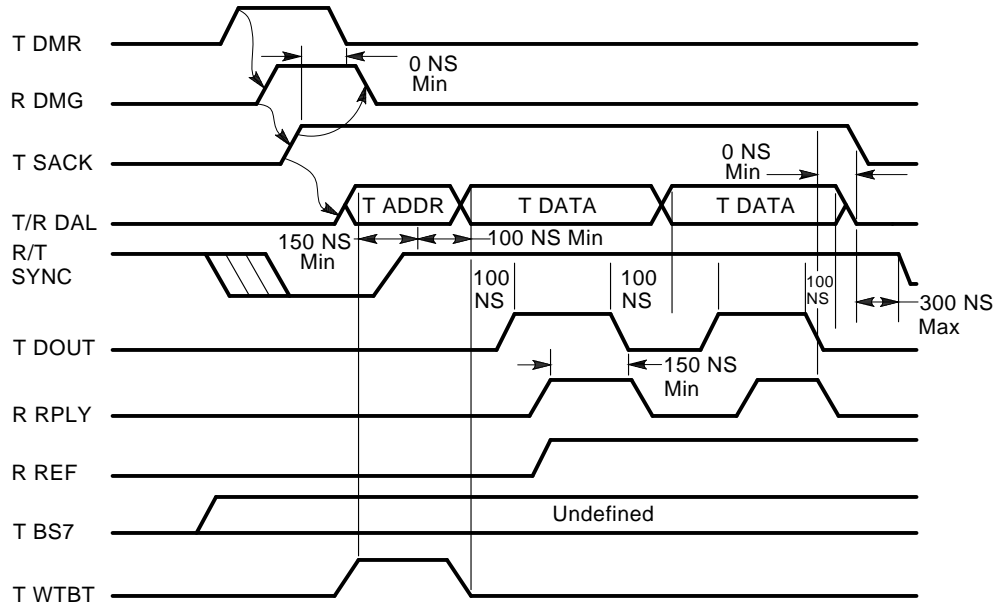 T DMR
0 NS
Min
R DMG
T SACK
0 NS
Min
T ADDR
T DATA
T DATA
T/R DAL
150 NS
Min
100 NS Min
R/T
SYNC
100
NS
100
NS
100
NS
300 NS
Max
T DOUT
150 NS
Min
R RPLY
R REF
Undefined
T BS7
T WTBT